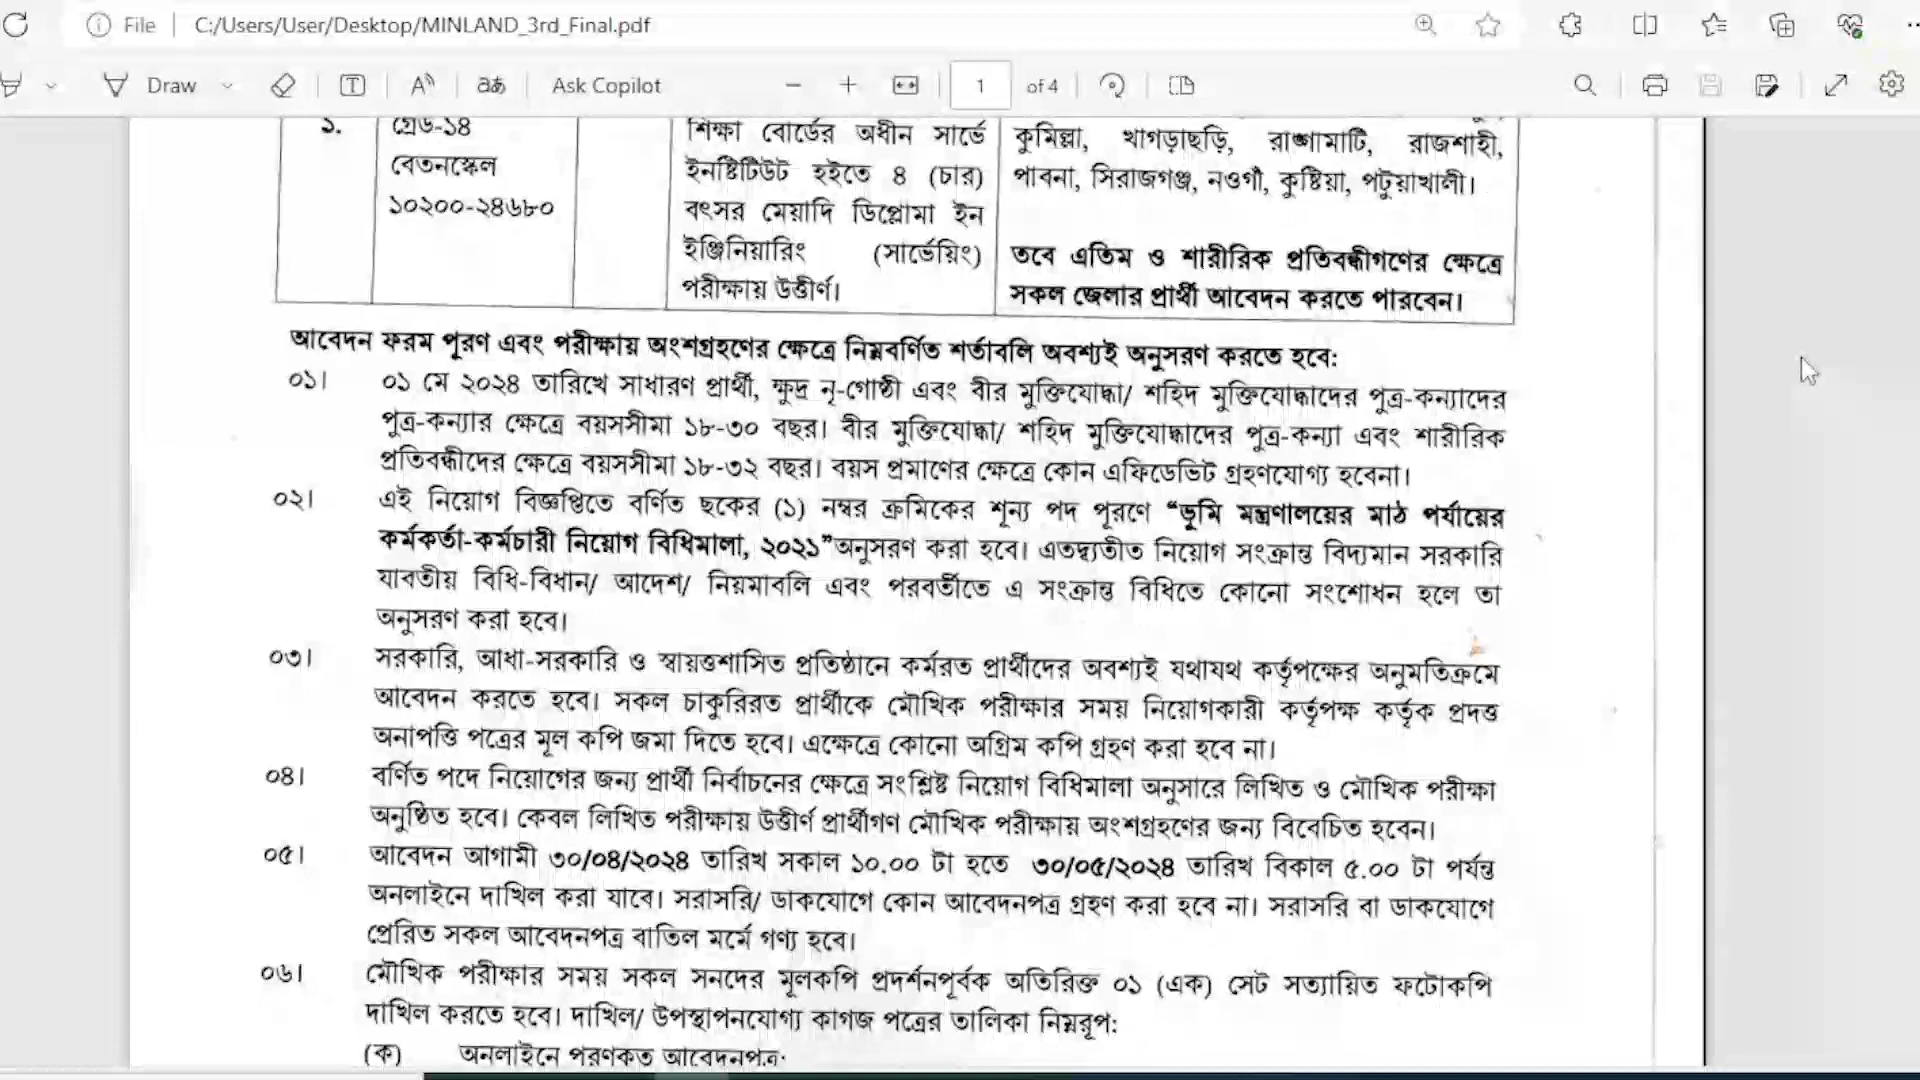 File C:/Users/User/Desktop/MINLAND_3rd_Final.pdf
Draw Ask Copilot 1 of 4
১. গ্রেড-১৪
বেতনস্কেল
১০২০০-২৪৬৮০
শিক্ষা বোর্ডের অধীন সার্ভে
ইনষ্টিটিউট হইতে ৪ (চার)
বৎসর মেয়াদি ডিপ্লোমা ইন
ইঞ্জিনিয়ারিং (সার্ভেয়িং)
পরীক্ষায় উত্তীর্ণ।
কুমিল্লা, খাগড়াছড়ি, রাঙ্গামাটি, রাজশাহী,
পাবনা, সিরাজগঞ্জ, নওগাঁ, কুষ্টিয়া, পটুয়াখালী।
তবে এতিম ও শারীরিক প্রতিবন্ধীগণের ক্ষেত্রে
সকল জেলার প্রার্থী আবেদন করতে পারবেন।
আবেদন ফরম পূরণ এবং পরীক্ষায় অংশগ্রহণের ক্ষেত্রে নিম্নবর্ণিত শর্তাবলি অবশ্যই অনুসরণ করতে হবে:
০১। ০১ মে ২০২৪ তারিখে সাধারণ প্রার্থী, ক্ষুদ্র নৃ-গোষ্ঠী এবং বীর মুক্তিযোদ্ধা/ শহিদ মুক্তিযোদ্ধাদের পুত্র-কন্যাদের
পুত্র-কন্যার ক্ষেত্রে বয়সসীমা ১৮-৩০ বছর। বীর মুক্তিযোদ্ধা/ শহিদ মুক্তিযোদ্ধাদের পুত্র-কন্যা এবং শারীরিক
প্রতিবন্ধীদের ক্ষেত্রে বয়সসীমা ১৮-৩২ বছর। বয়স প্রমাণের ক্ষেত্রে কোন এফিডেভিট গ্রহণযোগ্য হবেনা।
০২। এই নিয়োগ বিজ্ঞপ্তিতে বর্ণিত ছকের (১) নম্বর ক্রমিকের শূন্য পদ পূরণে “ভূমি মন্ত্রণালয়ের মাঠ পর্যায়ের
কর্মকর্তা-কর্মচারী নিয়োগ বিধিমালা, ২০২১”অনুসরণ করা হবে। এতদ্ব্যতীত নিয়োগ সংক্রান্ত বিদ্যমান সরকারি
যাবতীয় বিধি-বিধান/ আদেশ/ নিয়মাবলি এবং পরবর্তীতে এ সংক্রান্ত বিধিতে কোনো সংশোধন হলে তা
অনুসরণ করা হবে।
০৩। সরকারি, আধা-সরকারি ও স্বায়ত্তশাসিত প্রতিষ্ঠানে কর্মরত প্রার্থীদের অবশ্যই যথাযথ কর্তৃপক্ষের অনুমতিক্রমে
আবেদন করতে হবে। সকল চাকুরিরত প্রার্থীকে মৌখিক পরীক্ষার সময় নিয়োগকারী কর্তৃপক্ষ কর্তৃক প্রদত্ত
অনাপত্তি পত্রের মূল কপি জমা দিতে হবে। এক্ষেত্রে কোনো অগ্রিম কপি গ্রহণ করা হবে না।
০৪। বর্ণিত পদে নিয়োগের জন্য প্রার্থী নির্বাচনের ক্ষেত্রে সংশ্লিষ্ট নিয়োগ বিধিমালা অনুসারে লিখিত ও মৌখিক পরীক্ষা
অনুষ্ঠিত হবে। কেবল লিখিত পরীক্ষায় উত্তীর্ণ প্রার্থীগণ মৌখিক পরীক্ষায় অংশগ্রহণের জন্য বিবেচিত হবেন।
০৫। আবেদন আগামী ৩০/০৪/২০২৪ তারিখ সকাল ১০.০০ টা হতে ৩০/০৫/২০২৪ তারিখ বিকাল ৫.০০ টা পর্যন্ত
অনলাইনে দাখিল করা যাবে। সরাসরি/ ডাকযোগে কোন আবেদনপত্র গ্রহণ করা হবে না। সরাসরি বা ডাকযোগে
প্রেরিত সকল আবেদনপত্র বাতিল মর্মে গণ্য হবে।
০৬। মৌখিক পরীক্ষার সময় সকল সনদের মূলকপি প্রদর্শনপূর্বক অতিরিক্ত ০১ (এক) সেট সত্যায়িত ফটোকপি
দাখিল করতে হবে। দাখিল/ উপস্থাপনযোগ্য কাগজ পত্রের তালিকা নিম্নরূপ:
(ক) অনলাইনে পূরণকৃত আবেদনপত্র;